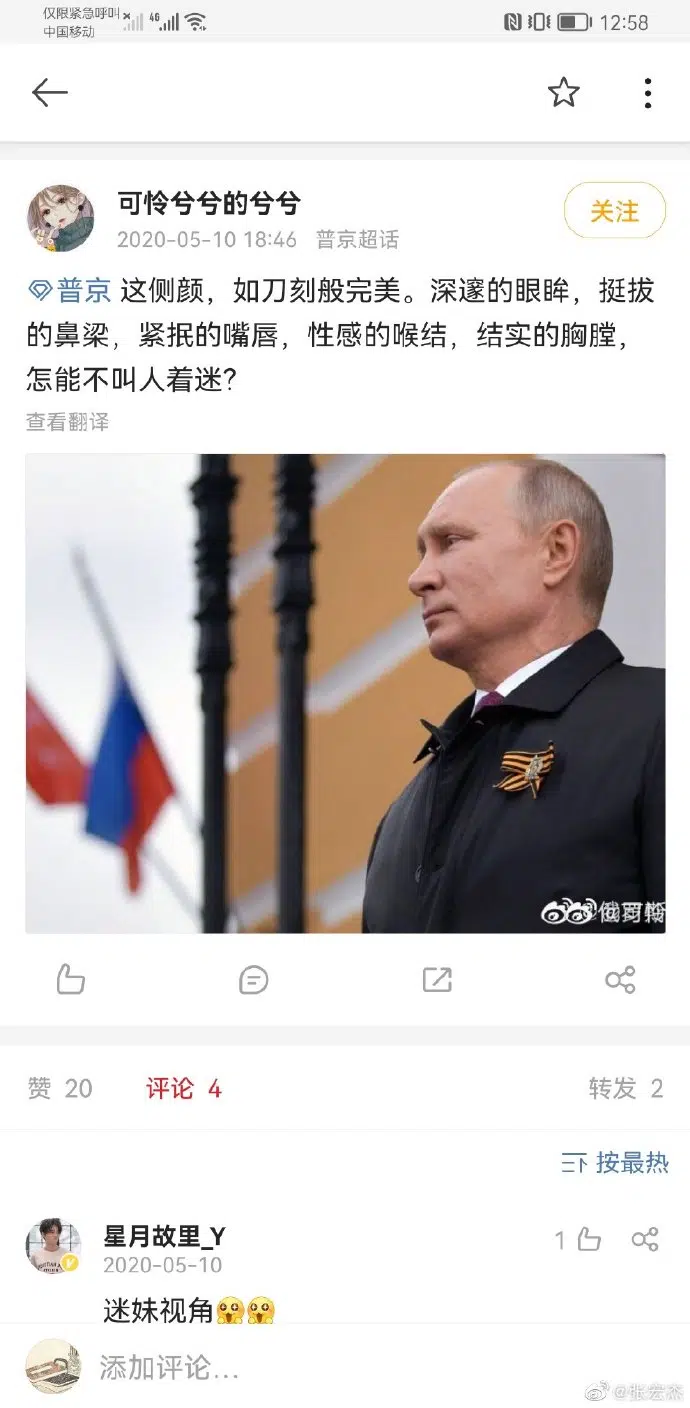 仅限紧急呼叫
中国移动
4G
12:58
可怜兮兮的兮兮
2020-05-10 18:46 普京超话
关注
普京 这侧颜，如刀刻般完美。深邃的眼眸，挺拔
的鼻梁，紧抿的嘴唇，性感的喉结，结实的胸膛，
怎能不叫人着迷?
查看翻译
赞 20
评论 4
转发 2
按最热
星月故里_Y
1
2020-05-10
迷妹视角
添加评论...
@张宏杰